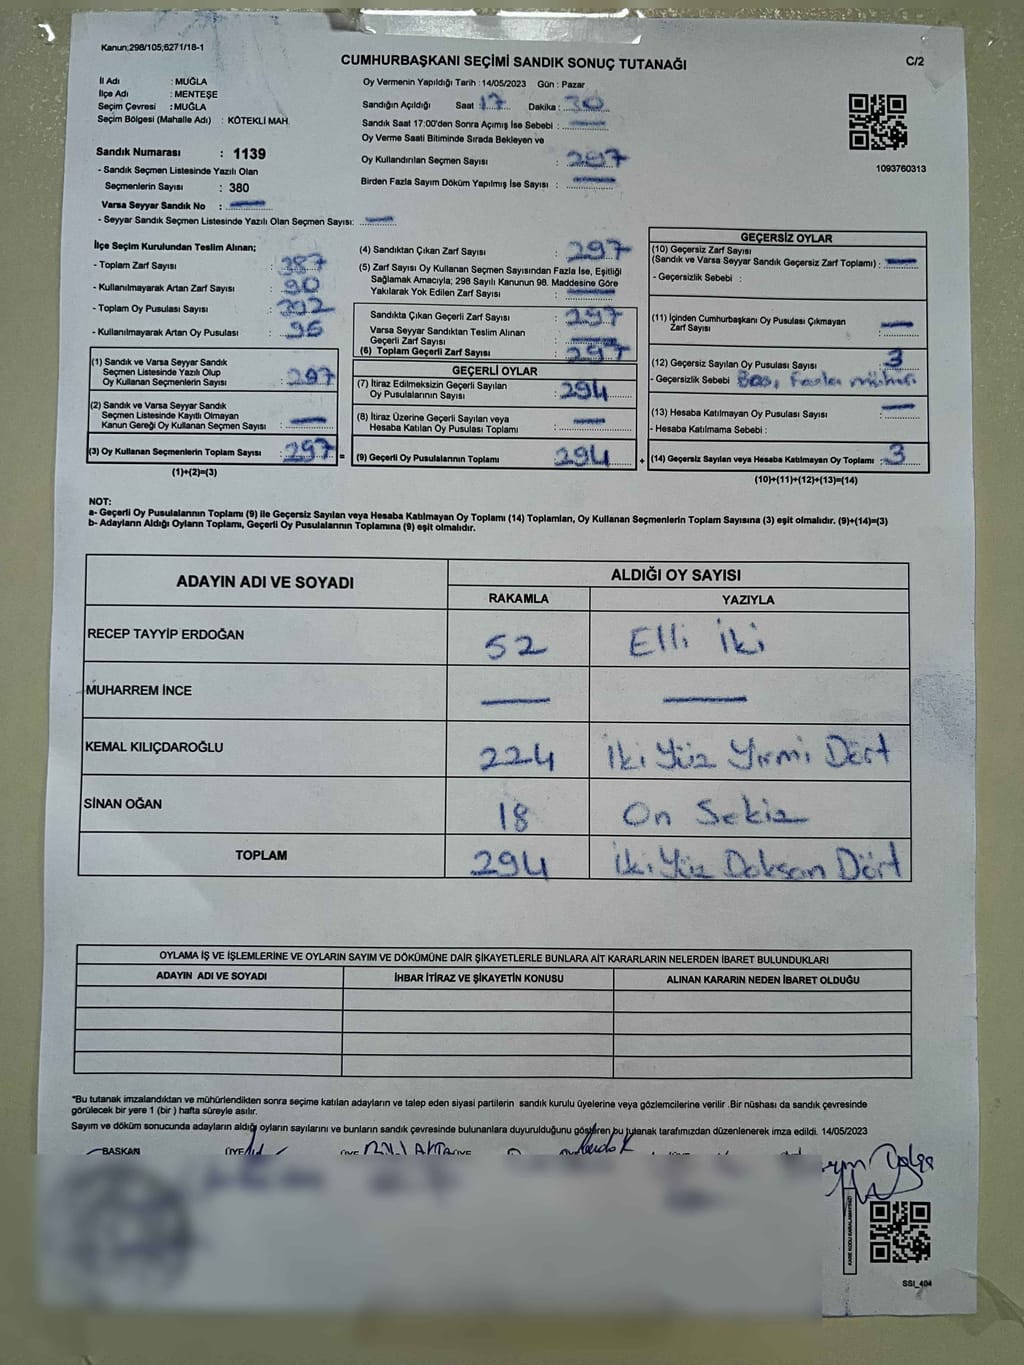 Kanun;298/105;6271/18-1
CUMHURBAŞKANI SEÇİMİ SANDIK SONUÇ TUTANAĞI
C/2
İl Adı : MUĞLA
İlçe Adı : MENTEŞE
Seçim Çevresi : MUĞLA
Seçim Bölgesi (Mahalle Adı) : KÖTEKLİ MAH.
Sandık Numarası : 1139
- Sandık Seçmen Listesinde Yazılı Olan
Seçmenlerin Sayısı : 380
Varsa Seyyar Sandık No : —
- Seyyar Sandık Seçmen Listesinde Yazılı Olan Seçmen Sayısı: —
Oy Vermenin Yapıldığı Tarih : 14/05/2023 Gün : Pazar
Sandığın Açıldığı Saat 17 Dakika : 30
Sandık Saat 17:00'den Sonra Açımış İse Sebebi : —
Oy Verme Saati Bitiminde Sırada Bekleyen ve
Oy Kullandırılan Seçmen Sayısı : 297
Birden Fazla Sayım Döküm Yapılmış İse Sayısı : —
1093760313
İlçe Seçim Kurulundan Teslim Alınan;
- Toplam Zarf Sayısı : 387
- Kullanılmayarak Artan Zarf Sayısı : 90
- Toplam Oy Pusulası Sayısı : 392
- Kullanılmayarak Artan Oy Pusulası : 95
(1) Sandık ve Varsa Seyyar Sandık
Seçmen Listesinde Yazılı Olup
Oy Kullanan Seçmenlerin Sayısı : 297
(2) Sandık ve Varsa Seyyar Sandık
Seçmen Listesinde Kayıtlı Olmayan
Kanun Gereği Oy Kullanan Seçmen Sayısı : —
(3) Oy Kullanan Seçmenlerin Toplam Sayısı : 297
(1)+(2)=(3)
(4) Sandıktan Çıkan Zarf Sayısı : 297
(5) Zarf Sayısı Oy Kullanan Seçmen Sayısından Fazla İse, Eşitliği
Sağlamak Amacıyla; 298 Sayılı Kanunun 98. Maddesine Göre
Yakılarak Yok Edilen Zarf Sayısı : —
Sandıkta Çıkan Geçerli Zarf Sayısı : 297
Varsa Seyyar Sandıktan Teslim Alınan
Geçerli Zarf Sayısı : —
(6) Toplam Geçerli Zarf Sayısı : 297
GEÇERLİ OYLAR
(7) İtiraz Edilmeksizin Geçerli Sayılan
Oy Pusulalarının Sayısı : 294
(8) İtiraz Üzerine Geçerli Sayılan veya
Hesaba Katılan Oy Pusulası Toplamı : —
= (9) Geçerli Oy Pusulalarının Toplamı 294
GEÇERSİZ OYLAR
(10) Geçersiz Zarf Sayısı
(Sandık ve Varsa Seyyar Sandık Geçersiz Zarf Toplamı) : —
- Geçersizlik Sebebi :
(11) İçinden Cumhurbaşkanı Oy Pusulası Çıkmayan
Zarf Sayısı : —
(12) Geçersiz Sayılan Oy Pusulası Sayısı : 3
- Geçersizlik Sebebi Boş, Fazla mühür
(13) Hesaba Katılmayan Oy Pusulası Sayısı : —
- Hesaba Katılmama Sebebi :
+ (14) Geçersiz Sayılan veya Hesaba Katılmayan Oy Toplamı : 3
(10)+(11)+(12)+(13)=(14)
NOT:
a- Geçerli Oy Pusulalarının Toplamı (9) ile Geçersiz Sayılan veya Hesaba Katılmayan Oy Toplamı (14) Toplamları, Oy Kullanan Seçmenlerin Toplam Sayısına (3) eşit olmalıdır. (9)+(14)=(3)
b- Adayların Aldığı Oyların Toplamı, Geçerli Oy Pusulalarının Toplamına (9) eşit olmalıdır.
ADAYIN ADI VE SOYADI
ALDIĞI OY SAYISI
RAKAMLA YAZIYLA
RECEP TAYYİP ERDOĞAN 52 Elli İki
MUHARREM İNCE — —
KEMAL KILIÇDAROĞLU 224 İki Yüz Yirmi Dört
SİNAN OĞAN 18 On Sekiz
TOPLAM 294 İki Yüz Doksan Dört
OYLAMA İŞ VE İŞLEMLERİNE VE OYLARIN SAYIM VE DÖKÜMÜNE DAİR ŞİKAYETLERLE BUNLARA AİT KARARLARIN NELERDEN İBARET BULUNDUKLARI
ADAYIN ADI VE SOYADI İHBAR İTİRAZ VE ŞİKAYETİN KONUSU ALINAN KARARIN NEDEN İBARET OLDUĞU
*Bu tutanak imzalandıktan ve mühürlendikten sonra seçime katılan adayların ve talep eden siyasi partilerin sandık kurulu üyelerine veya gözlemcilerine verilir .Bir nüshası da sandık çevresinde
görülecek bir yere 1 (bir ) hafta süreyle asılır.
Sayım ve döküm sonucunda adayların aldığı oyların sayılarını ve bunların sandık çevresinde bulunanlara duyurulduğunu gösteren bu tutanak tarafımızdan düzenlenerek imza edildi. 14/05/2023
BAŞKAN ÜYE
SSI_404